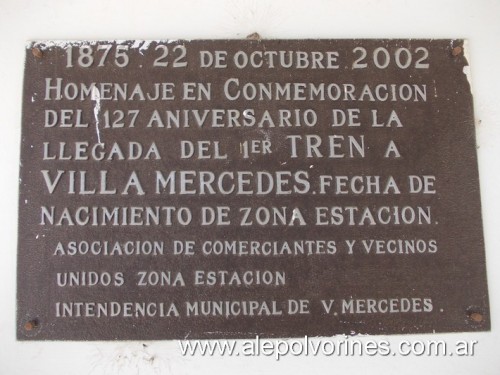 1875 . 22 DE OCTUBRE . 2002
HOMENAJE EN CONMEMORACION
DEL 127 ANIVERSARIO DE LA
LLEGADA DEL 1ER TREN A
VILLA MERCEDES. FECHA DE
NACIMIENTO DE ZONA ESTACION.
ASOCIACION DE COMERCIANTES Y VECINOS
UNIDOS ZONA ESTACION
INTENDENCIA MUNICIPAL DE V. MERCEDES.
www.alepolvorines.com.ar